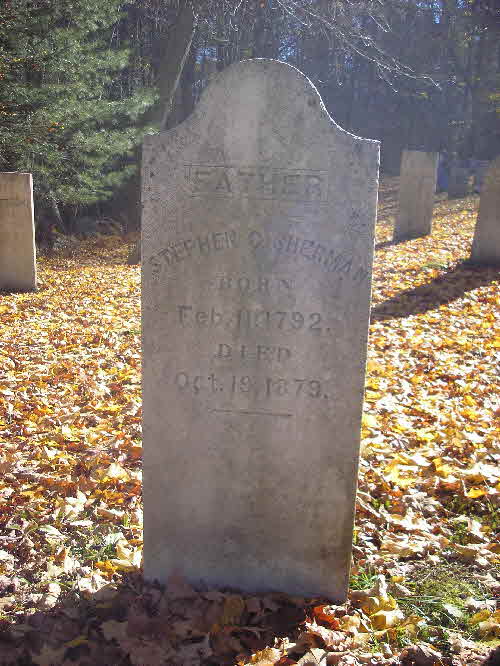 FATHER
STEPHEN O. SHERMAN
BORN
Feb. 11, 1792.
DIED
Oct. 19, 1879.